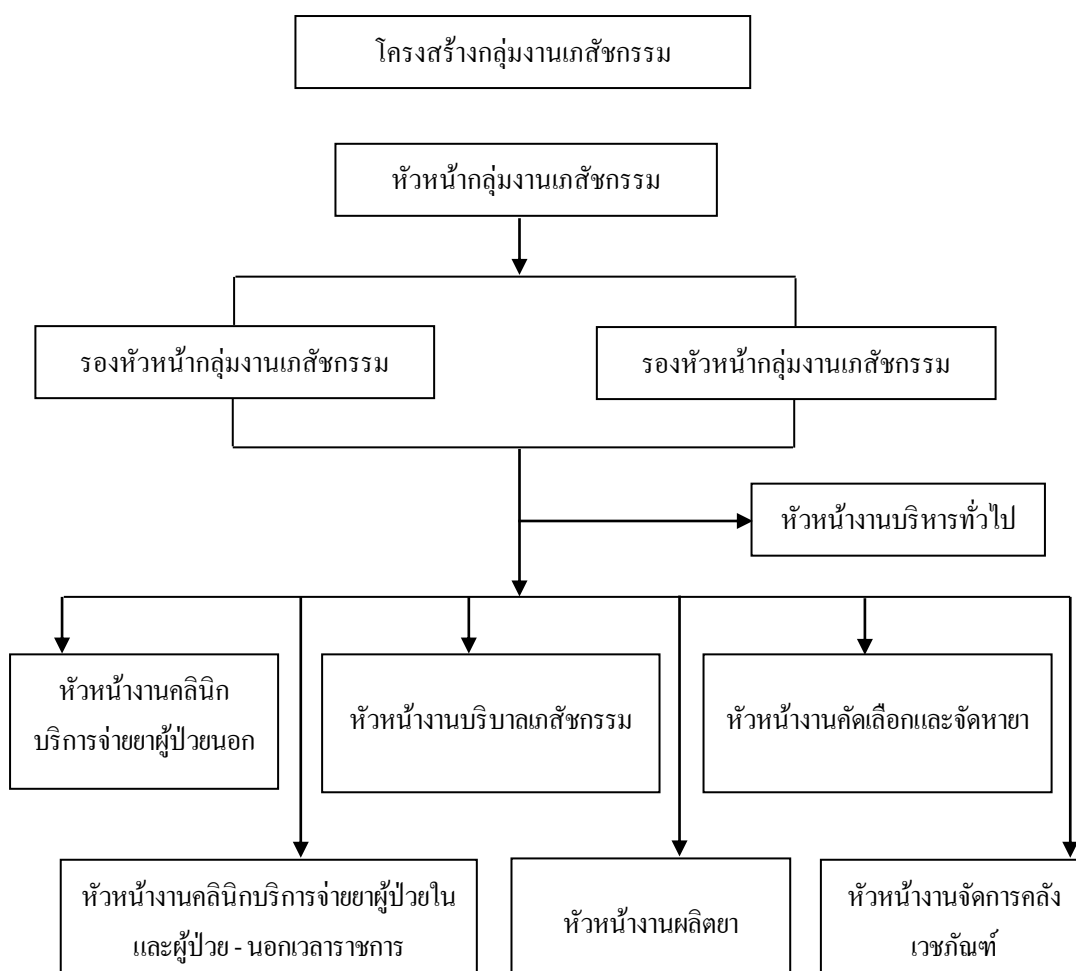 โครงสร้างกลุ่มงานเภสัชกรรม
หัวหน้ากลุ่มงานเภสัชกรรม
รองหัวหน้ากลุ่มงานเภสัชกรรม
รองหัวหน้ากลุ่มงานเภสัชกรรม
หัวหน้างานบริหารทั่วไป
หัวหน้างานคลินิก
บริการจ่ายยาผู้ป่วยนอก
หัวหน้างานบริบาลเภสัชกรรม
หัวหน้างานคัดเลือกและจัดหายา
หัวหน้างานคลินิกบริการจ่ายยาผู้ป่วยใน
และผู้ป่วย - นอกเวลาราชการ
หัวหน้างานผลิตยา
หัวหน้างานจัดการคลัง
เวชภัณฑ์